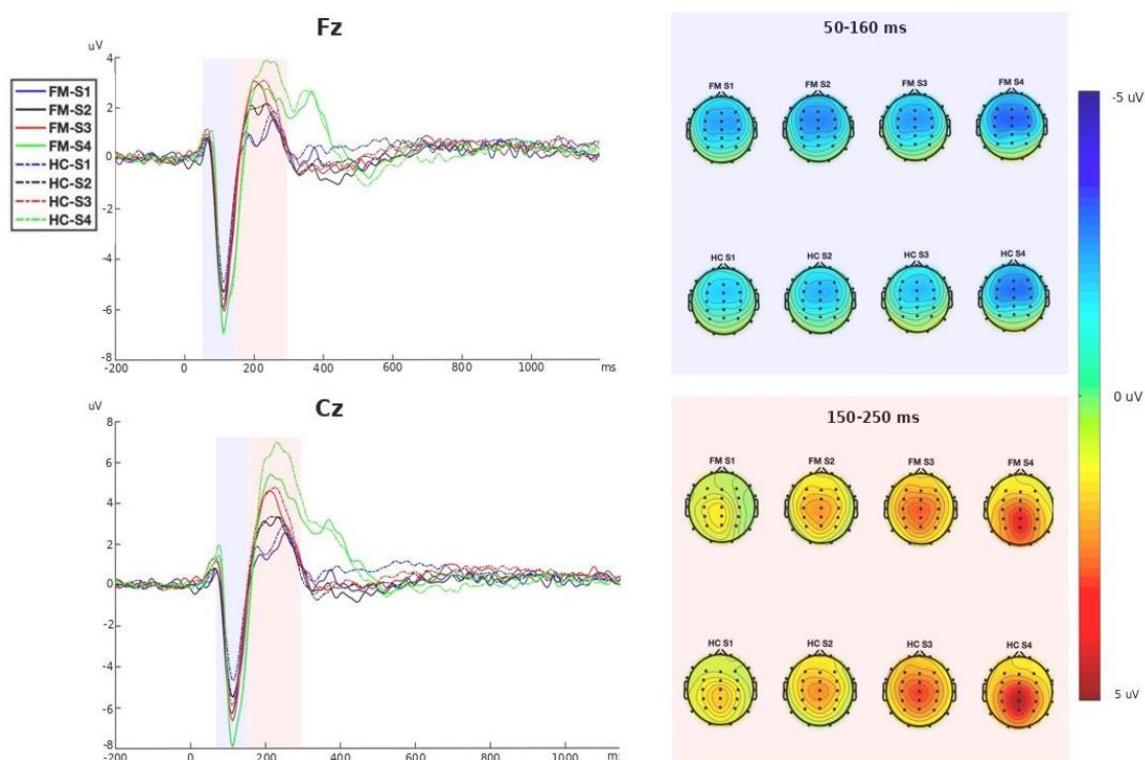 Fz
uV
4
2
0
-2
-4
-6
-8
-200
0
200
400
600
800
1000
ms
FM-S1
FM-S2
FM-S3
FM-S4
HC-S1
HC-S2
HC-S3
HC-S4
Cz
uV
8
6
4
2
0
-2
-4
-6
-8
-200
0
200
400
600
800
1000
m:
50-160 ms
FM S1
FM S2
FM S3
FM S4
HC S1
HC S2
HC S3
HC S4
150-250 ms
FM S1
FM S2
FM S3
FM S4
HC S1
HC S2
HC S3
HC S4
-5 uV
0 uV
5 uV